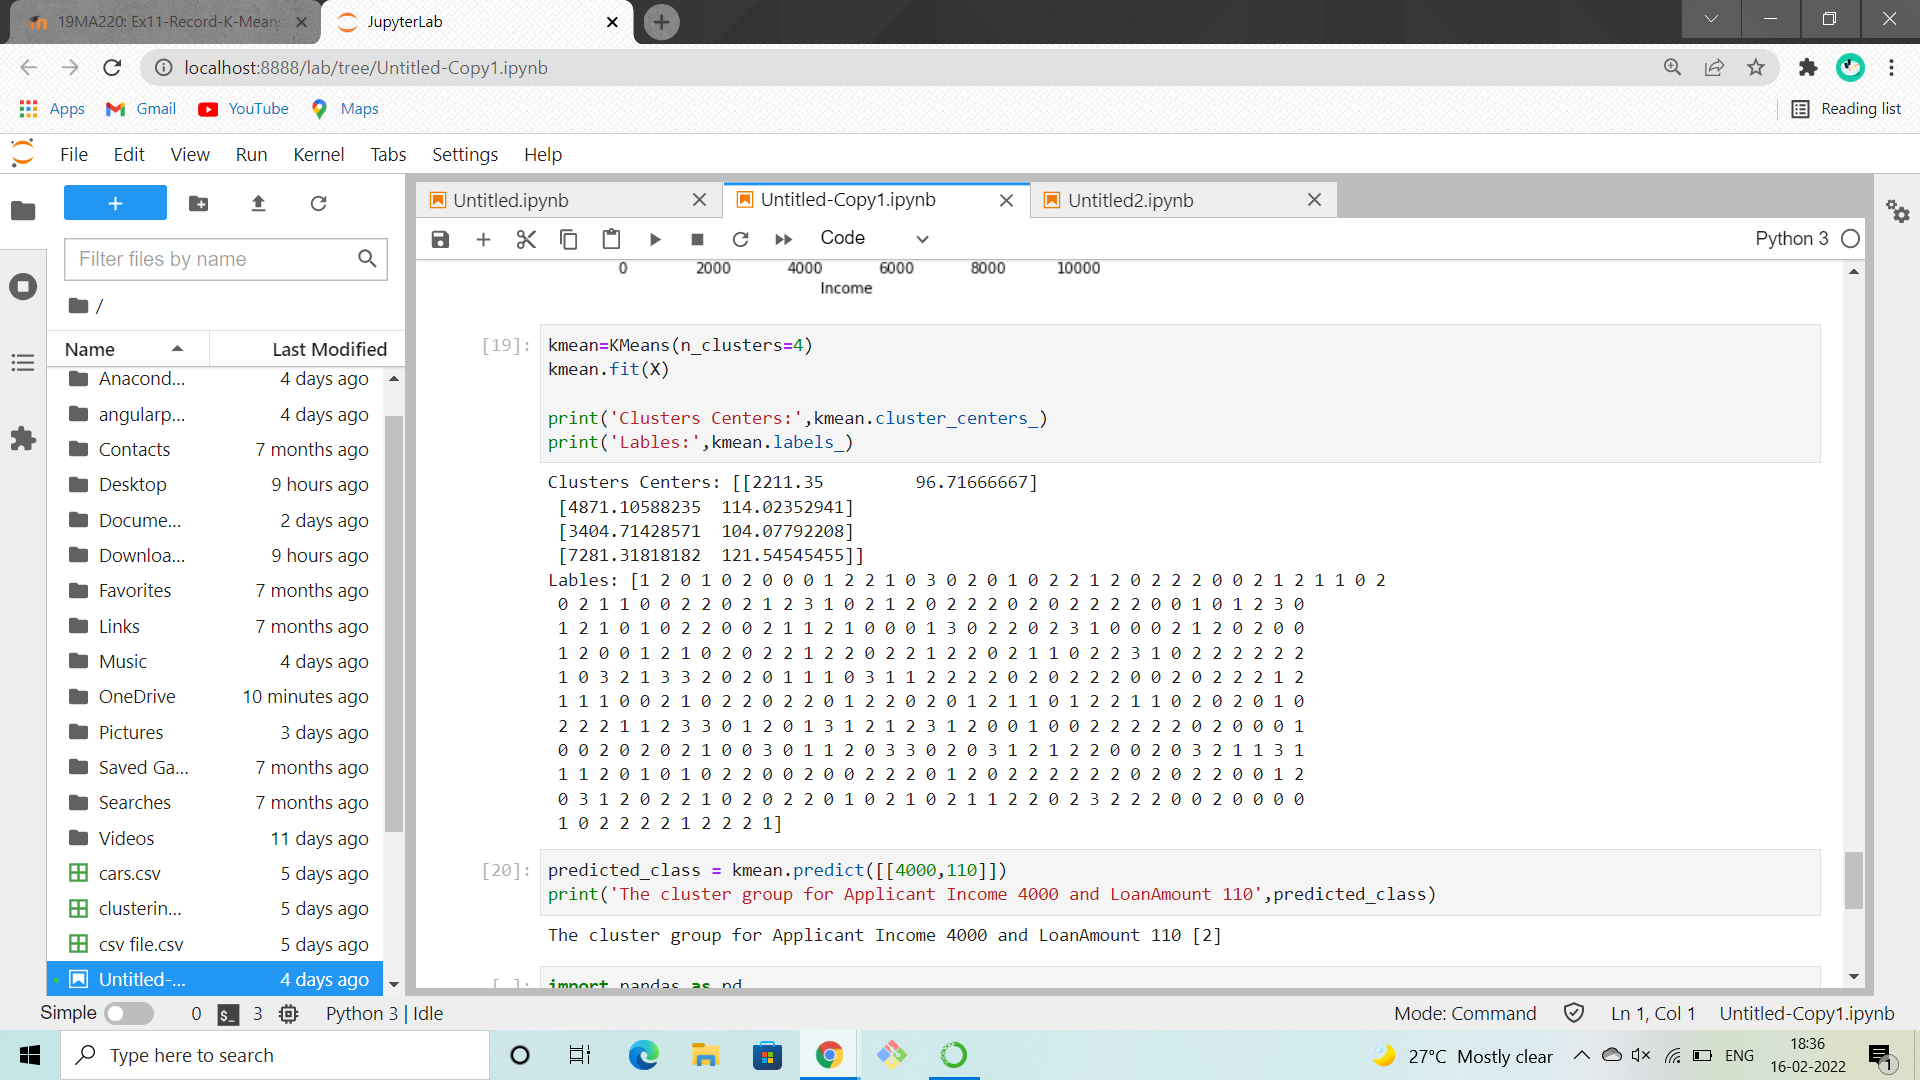 19MA220: Ex11-Record-K-Mean
JupyterLab
localhost:8888/lab/tree/Untitled-Copy1.ipynb
Apps Gmail YouTube Maps Reading list
File Edit View Run Kernel Tabs Settings Help
Untitled.ipynb Untitled-Copy1.ipynb Untitled2.ipynb
Code Python 3
Filter files by name
/
Name Last Modified
Anacond... 4 days ago
angularp... 4 days ago
Contacts 7 months ago
Desktop 9 hours ago
Docume... 2 days ago
Downloa... 9 hours ago
Favorites 7 months ago
Links 7 months ago
Music 4 days ago
OneDrive 10 minutes ago
Pictures 3 days ago
Saved Ga... 7 months ago
Searches 7 months ago
Videos 11 days ago
cars.csv 5 days ago
clusterin... 5 days ago
csv file.csv 5 days ago
Untitled-... 4 days ago
0 2000 4000 6000 8000 10000
Income
[19]: kmean=KMeans(n_clusters=4)
kmean.fit(X)
print('Clusters Centers:',kmean.cluster_centers_)
print('Lables:',kmean.labels_)
Clusters Centers: [[2211.35 96.71666667]
[4871.10588235 114.02352941]
[3404.71428571 104.07792208]
[7281.31818182 121.54545455]]
Lables: [1 2 0 1 0 2 0 0 0 1 2 2 1 0 3 0 2 0 1 0 2 2 1 2 0 2 2 2 0 0 2 1 2 1 1 0 2
0 2 1 1 0 0 2 2 0 2 1 2 3 1 0 2 1 2 0 2 2 2 0 2 0 2 2 2 2 0 0 1 0 1 2 3 0
1 2 1 0 1 0 2 2 0 0 2 1 1 2 1 0 0 0 1 3 0 2 2 0 2 3 1 0 0 0 2 1 2 0 2 0 0
1 2 0 0 1 2 1 0 2 0 2 2 1 2 2 0 2 2 1 2 2 0 2 1 1 0 2 2 3 1 0 2 2 2 2 2 2
1 0 3 2 1 3 3 2 0 2 0 1 1 1 0 3 1 1 2 2 2 2 0 2 0 2 2 2 0 0 2 0 2 2 2 1 2
1 1 1 0 0 2 1 0 2 2 0 2 2 0 1 2 2 0 2 0 1 2 1 1 0 1 2 2 1 1 0 2 0 2 0 1 0
2 2 2 1 1 2 3 3 0 1 2 0 1 3 1 2 1 2 3 1 2 0 0 1 0 0 2 2 2 2 2 0 2 0 0 0 1
0 0 2 0 2 0 2 1 0 0 3 0 1 1 2 0 3 3 0 2 0 3 1 2 1 2 2 0 0 2 0 3 2 1 1 3 1
1 1 2 0 1 0 1 0 2 2 0 0 2 0 0 2 2 2 0 1 2 0 2 2 2 2 2 2 0 2 0 2 2 0 0 1 2
0 3 1 2 0 2 2 1 0 2 0 2 2 0 1 0 2 1 0 2 1 1 2 2 0 2 3 2 2 2 0 0 2 0 0 0 0
1 0 2 2 2 2 1 2 2 2 1]
[20]: predicted_class = kmean.predict([[4000,110]])
print('The cluster group for Applicant Income 4000 and LoanAmount 110',predicted_class)
The cluster group for Applicant Income 4000 and LoanAmount 110 [2]
[ ]: import pandas as pd
Simple 0 3 Python 3 | Idle Mode: Command Ln 1, Col 1 Untitled-Copy1.ipynb
Type here to search 27°C Mostly clear ENG 18:36
16-02-2022 1